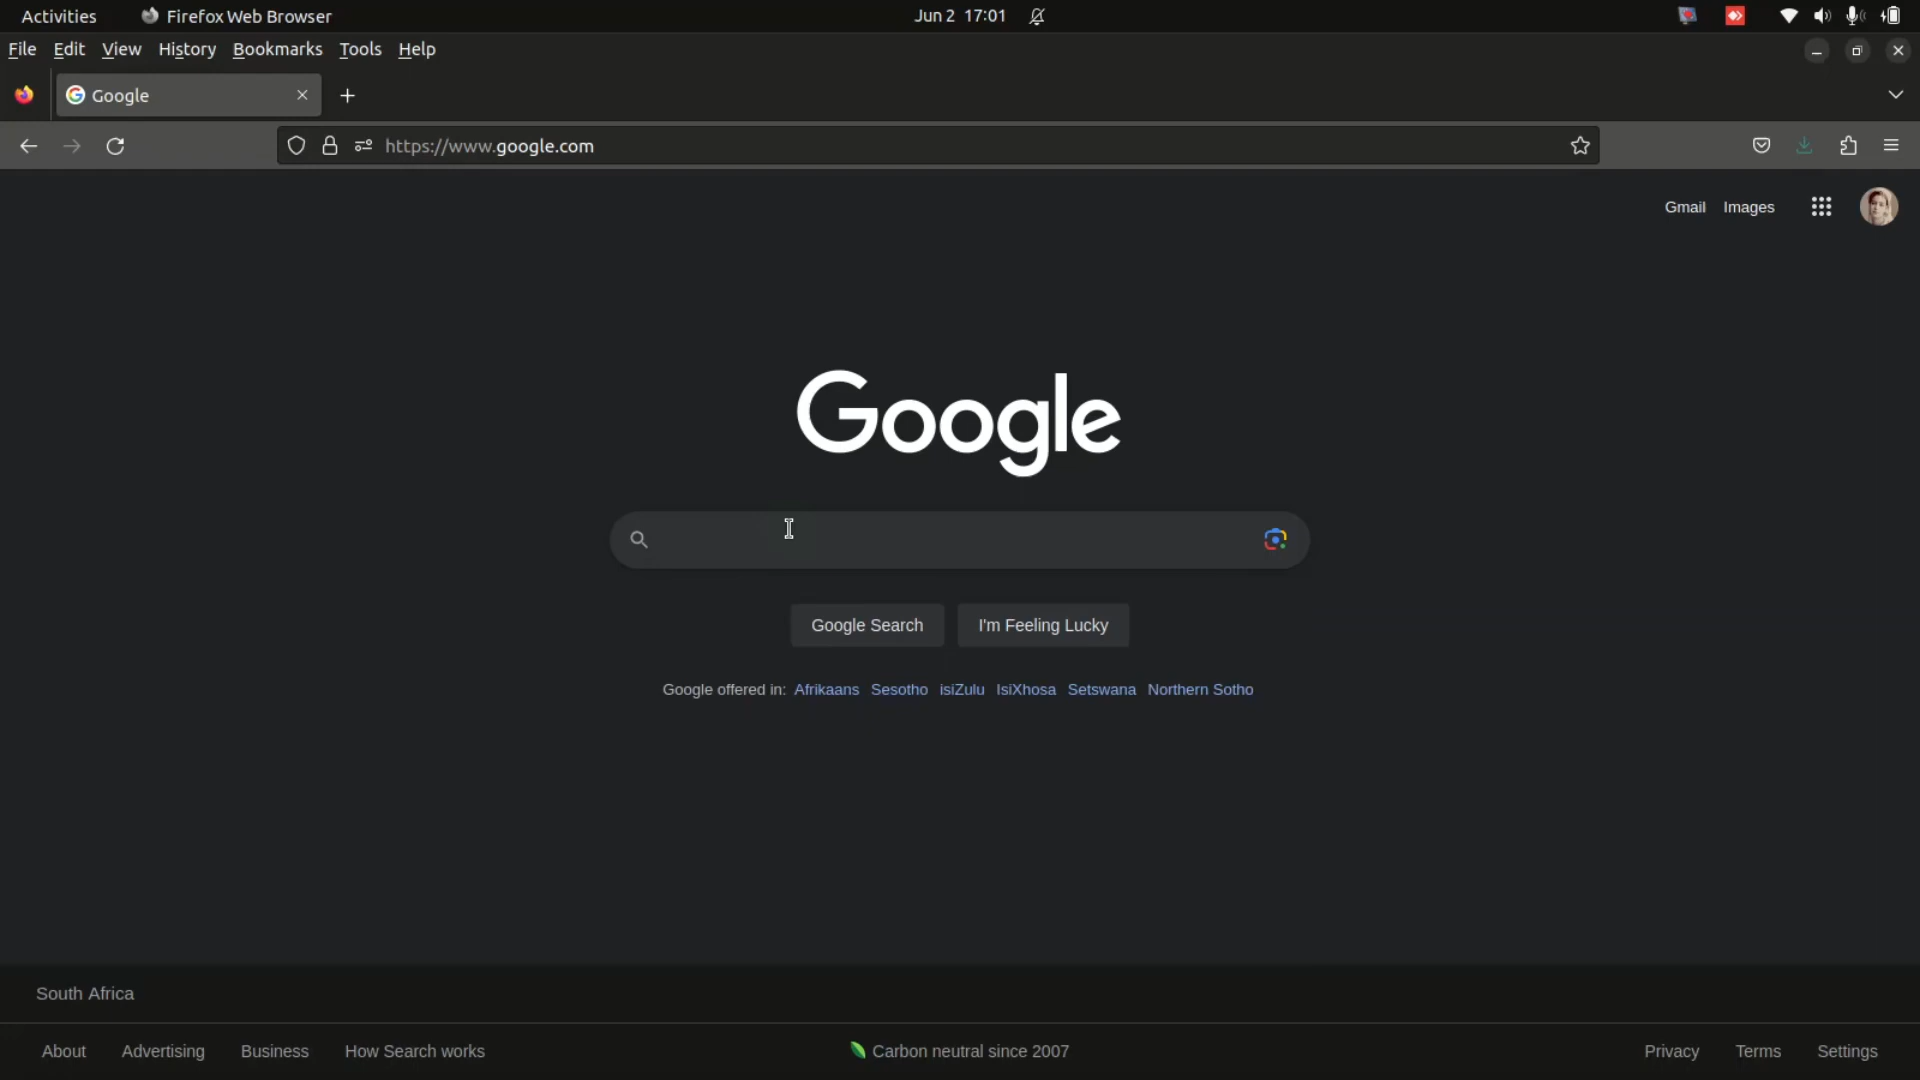 Activities Firefox Web Browser Jun 2 17:01
File Edit View History Bookmarks Tools Help
Google
https://www.google.com
Gmail Images
Google
Google Search I'm Feeling Lucky
Google offered in: Afrikaans Sesotho isiZulu IsiXhosa Setswana Northern Sotho
South Africa
About Advertising Business How Search works Carbon neutral since 2007 Privacy Terms Settings